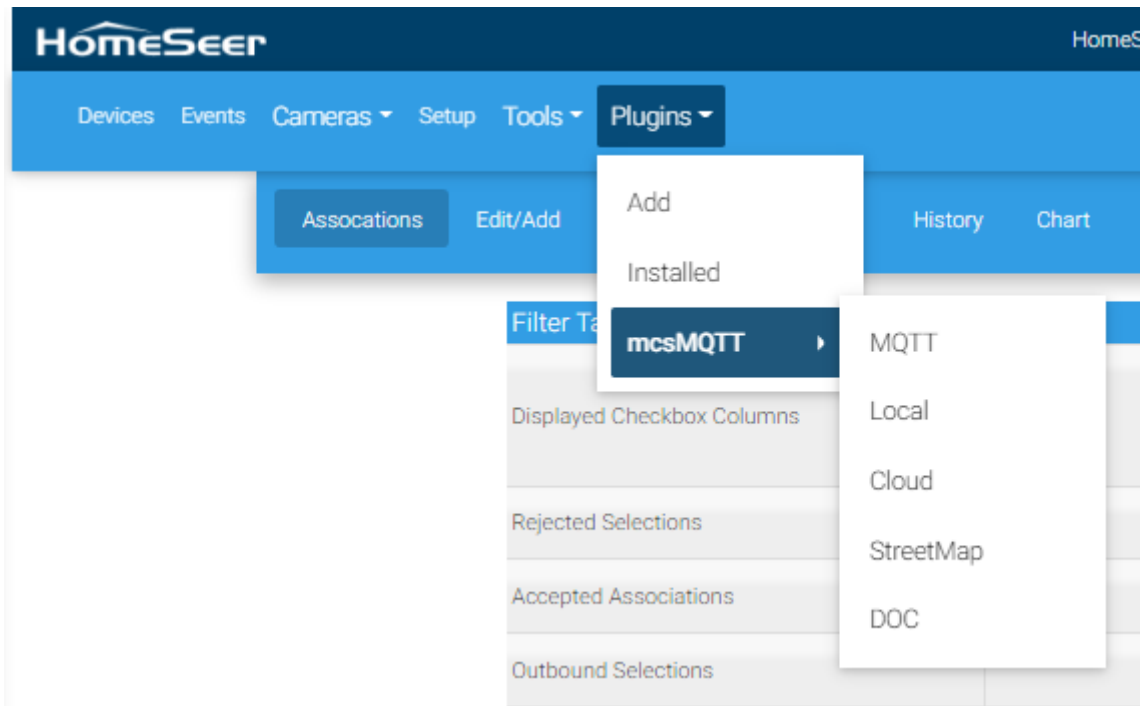 HomeSeer
HomeS
Devices Events Cameras Setup Tools Plugins
Assocations Edit/Add History Chart
Add
Installed
mcsMQTT
MQTT
Local
Cloud
StreetMap
DOC
Filter Ta
Displayed Checkbox Columns
Rejected Selections
Accepted Associations
Outbound Selections